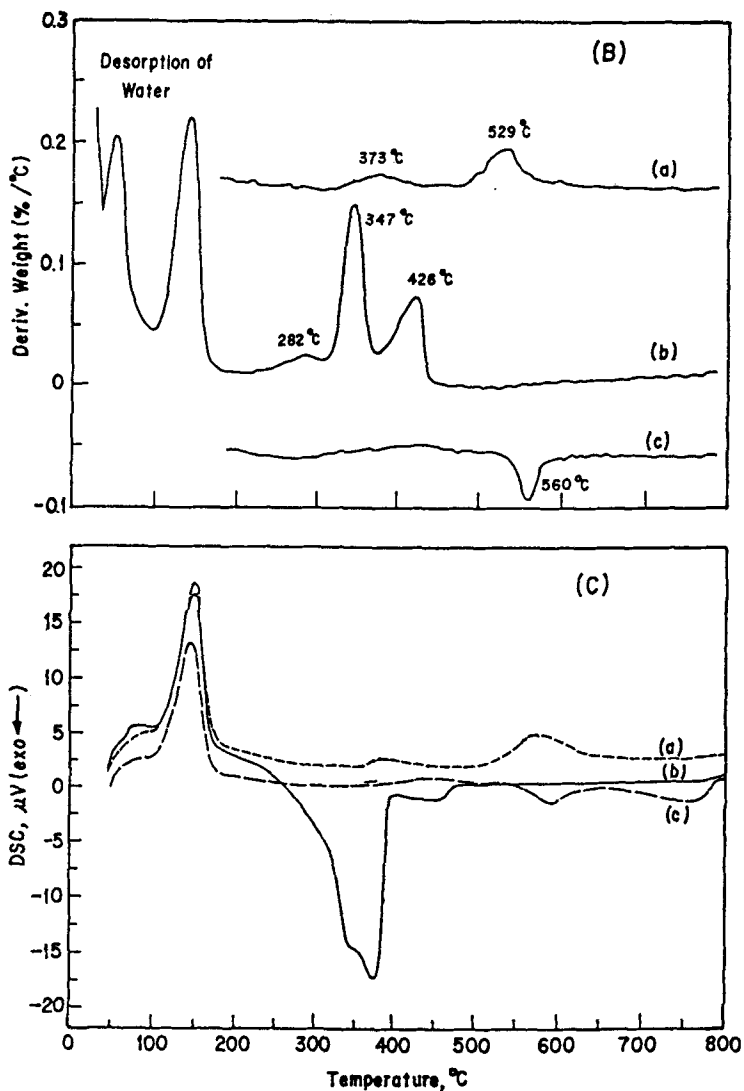 0.3
(B)
Desorption of
Water
529 °C
373 °C
0.2
(a)
347 °C
Deriv. Weight (% /°C)
0.1
426 °C
282 °C
(b)
0
(c)
-0.1
560 °C
20
(C)
15
10
DSC, µV (exo ←)
5
(a)
0
(b)
(c)
-5
-10
-15
-20
0 100 200 300 400 500 600 700 800
Temperature, °C